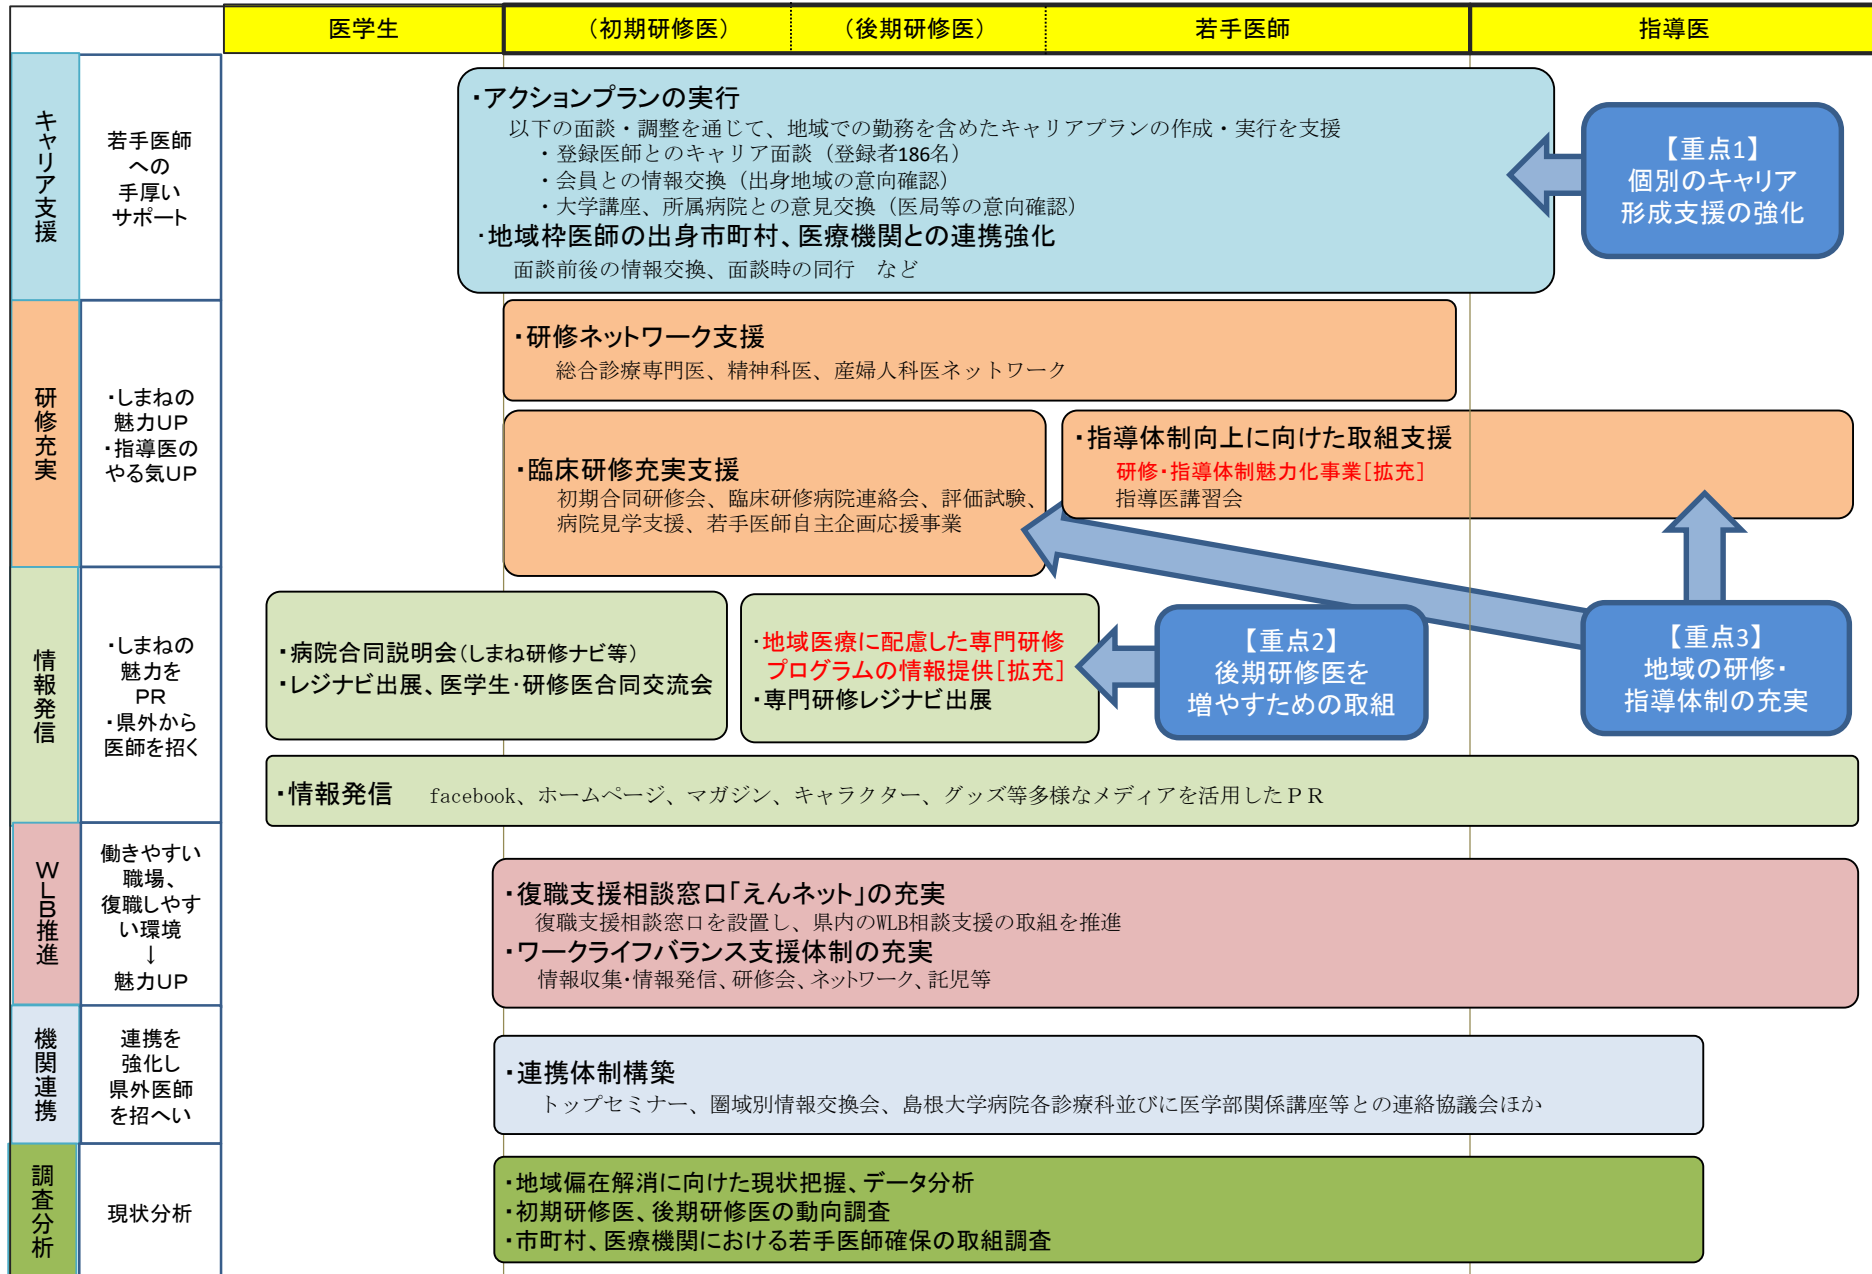 医学生
（初期研修医）
（後期研修医）
若手医師
指導医
キャリア支援
若手医師
への
手厚い
サポート
・アクションプランの実行
以下の面談・調整を通じて、地域での勤務を含めたキャリアプランの作成・実行を支援
・登録医師とのキャリア面談（登録者186名）
・会員との情報交換（出身地域の意向確認）
・大学講座、所属病院との意見交換（医局等の意向確認）
・地域枠医師の出身市町村、医療機関との連携強化
面談前後の情報交換、面談時の同行　など
【重点1】
個別のキャリア
形成支援の強化
研修充実
・しまねの
魅力UP
・指導医の
やる気UP
・研修ネットワーク支援
総合診療専門医、精神科医、産婦人科医ネットワーク
・臨床研修充実支援
初期合同研修会、臨床研修病院連絡会、評価試験、
病院見学支援、若手医師自主企画応援事業
・指導体制向上に向けた取組支援
研修・指導体制魅力化事業[拡充]
指導医講習会
情報発信
・しまねの
魅力を
PR
・県外から
医師を招く
・病院合同説明会（しまね研修ナビ等）
・レジナビ出展、医学生・研修医合同交流会
・地域医療に配慮した専門研修
プログラムの情報提供[拡充]
・専門研修レジナビ出展
【重点2】
後期研修医を
増やすための取組
【重点3】
地域の研修・
指導体制の充実
・情報発信　facebook、ホームページ、マガジン、キャラクター、グッズ等多様なメディアを活用したＰＲ
WLB推進
働きやすい
職場、
復職しやす
い環境
↓
魅力UP
・復職支援相談窓口「えんネット」の充実
復職支援相談窓口を設置し、県内のWLB相談支援の取組を推進
・ワークライフバランス支援体制の充実
情報収集・情報発信、研修会、ネットワーク、託児等
機関連携
連携を
強化し
県外医師
を招へい
・連携体制構築
トップセミナー、圏域別情報交換会、島根大学病院各診療科並びに医学部関係講座等との連絡協議会ほか
調査分析
現状分析
・地域偏在解消に向けた現状把握、データ分析
・初期研修医、後期研修医の動向調査
・市町村、医療機関における若手医師確保の取組調査